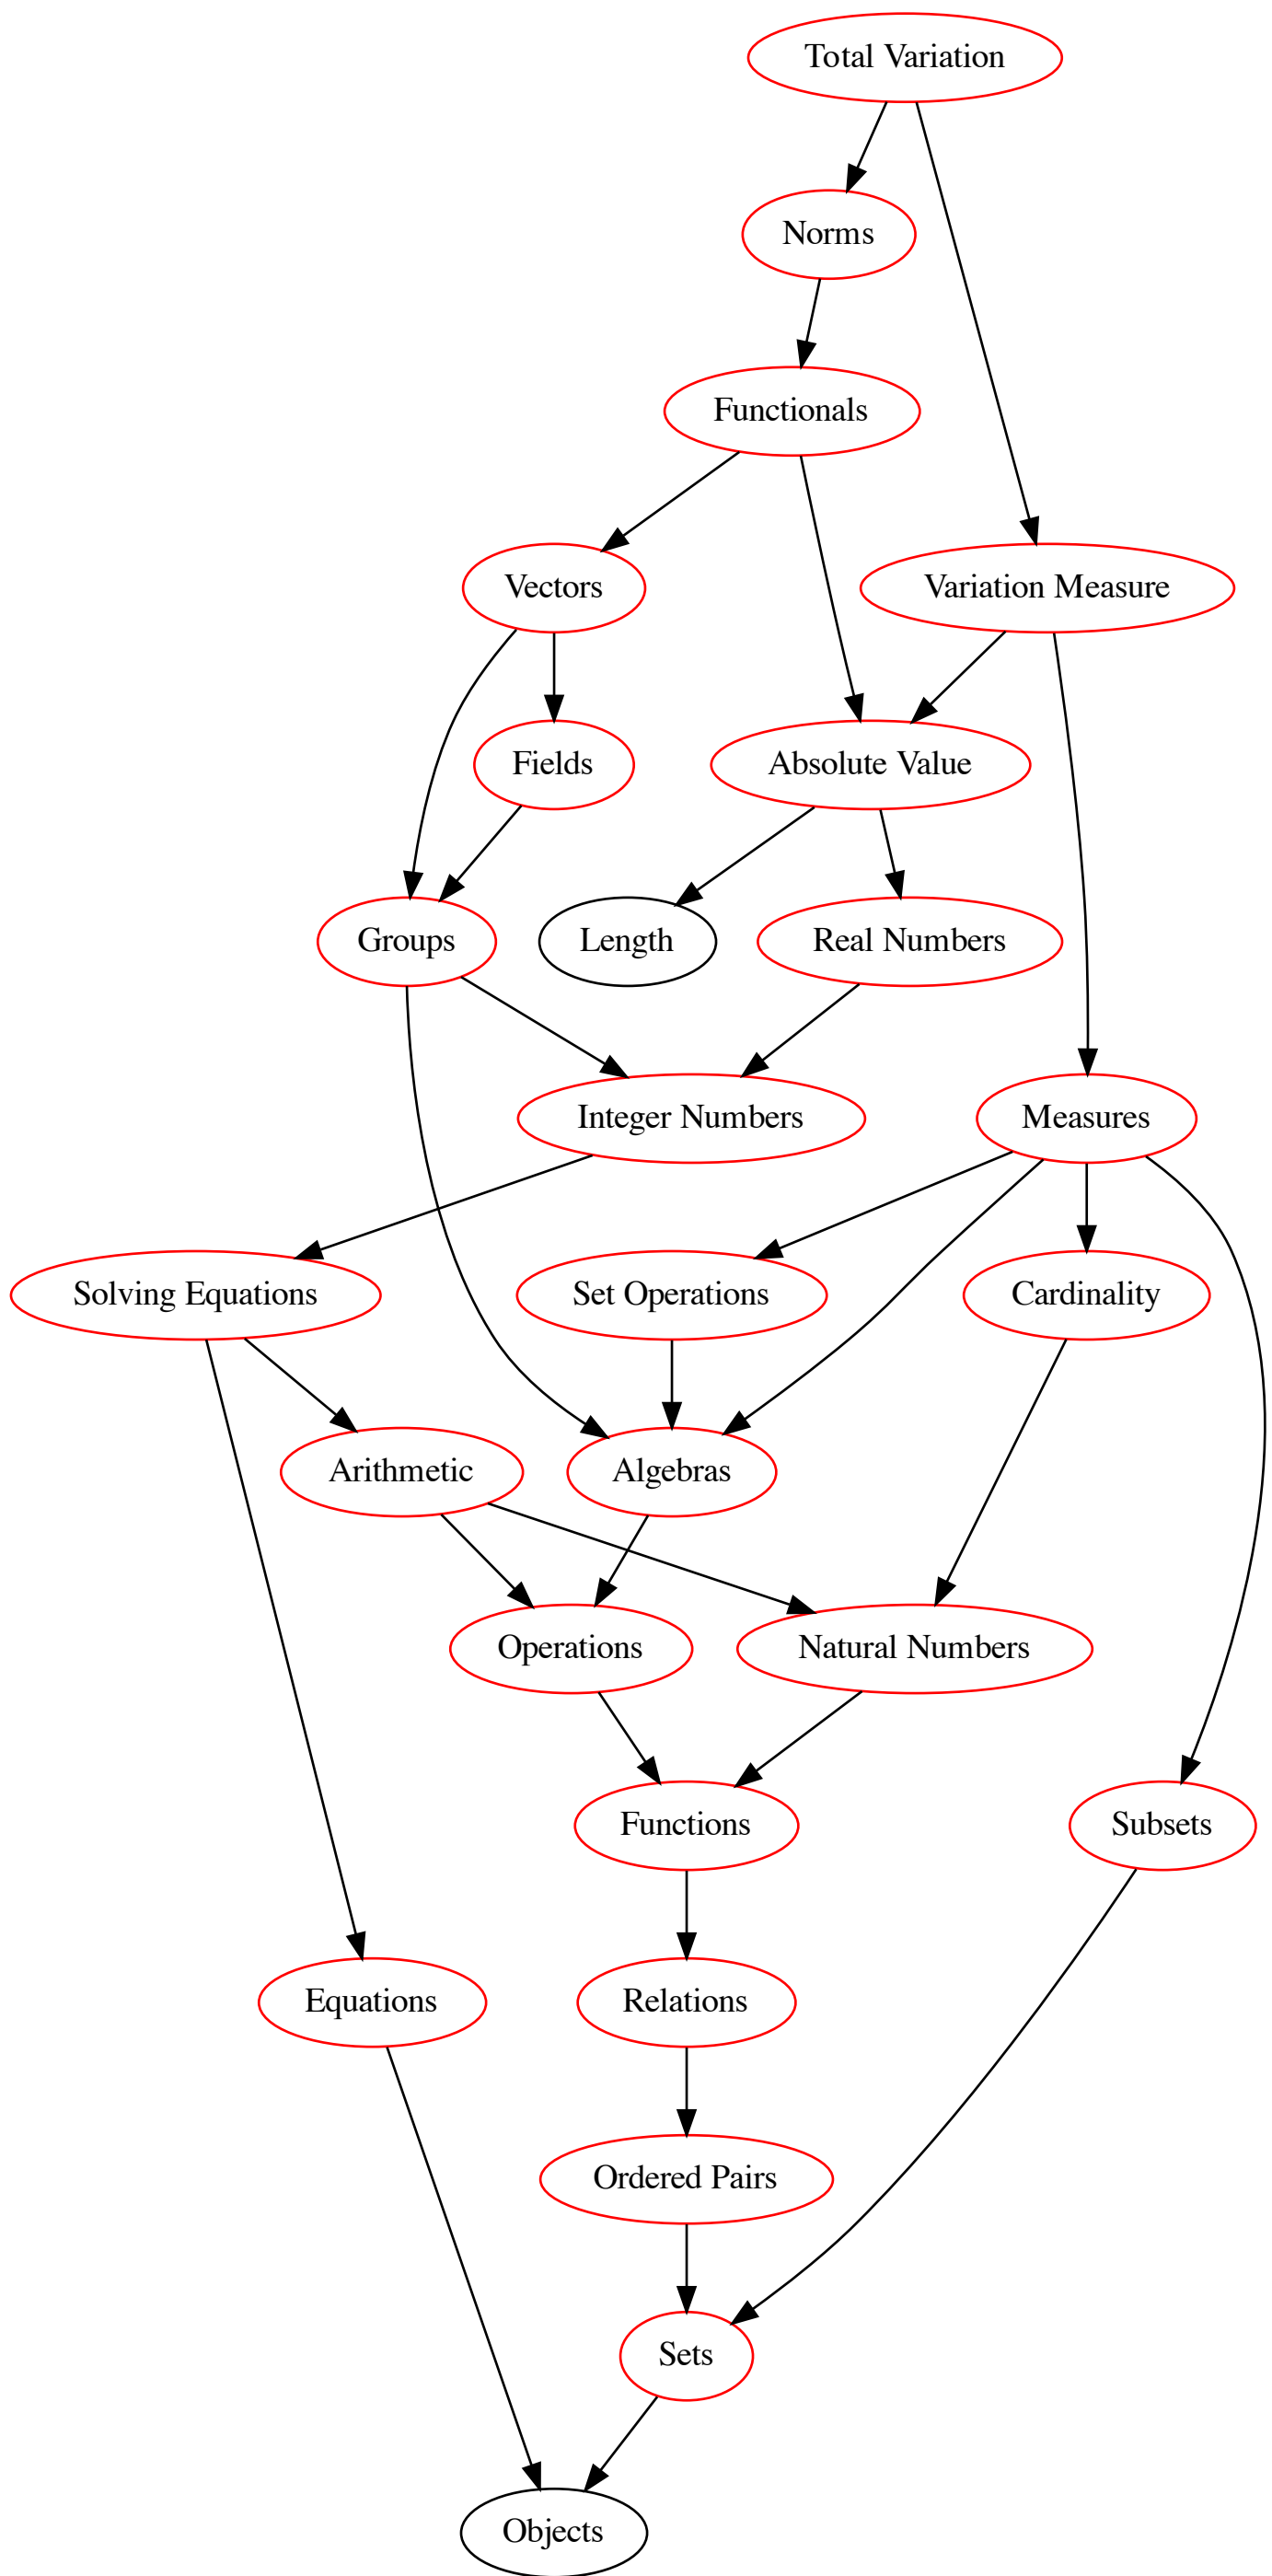 Total Variation
Norms
Functionals
Vectors
Variation Measure
Fields
Absolute Value
Groups
Length
Real Numbers
Integer Numbers
Measures
Solving Equations
Set Operations
Cardinality
Arithmetic
Algebras
Operations
Natural Numbers
Functions
Subsets
Equations
Relations
Ordered Pairs
Sets
Objects